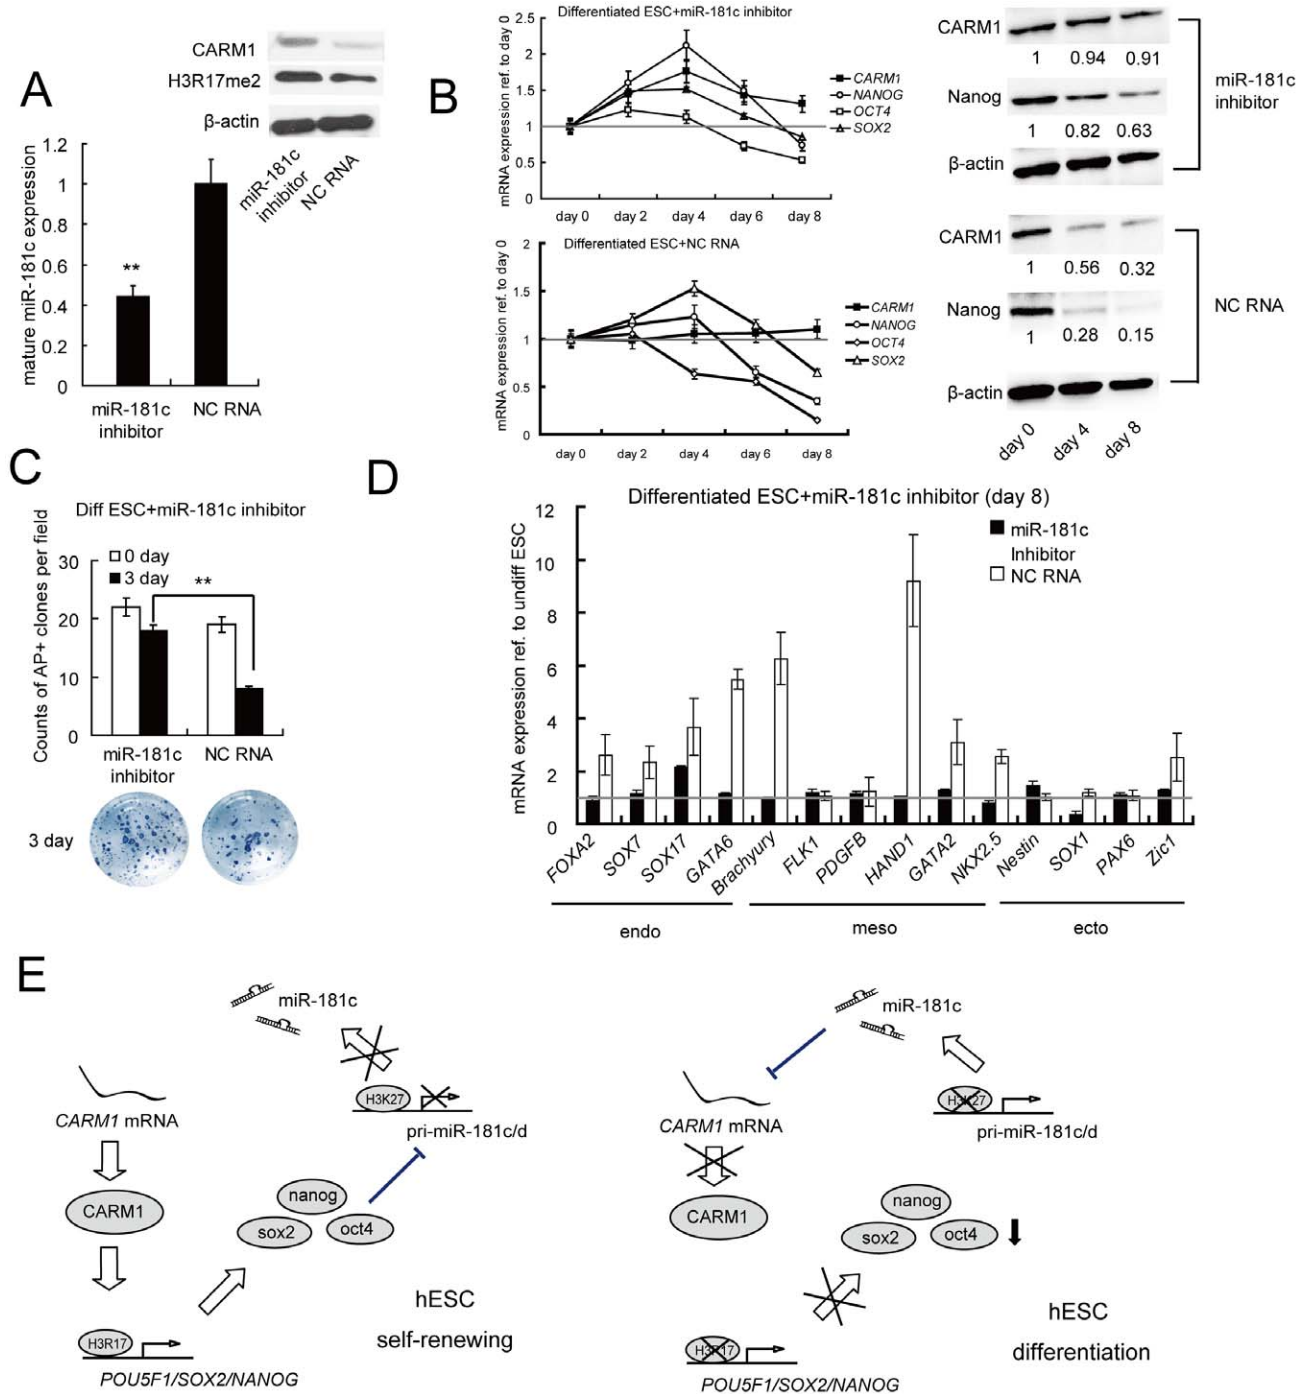 A
CARM1
H3R17me2
β-actin
miR-181c
inhibitor
NC RNA
mature miR-181c expression
1.2
1
0.8
0.6
0.4
0.2
0
**
miR-181c
inhibitor
NC RNA
B
Differentiated ESC+miR-181c inhibitor
mRNA expression ref. to day 0
2.5
2
1.5
1
0.5
0
day 0 day 2 day 4 day 6 day 8
CARM1
NANOG
OCT4
SOX2
Differentiated ESC+NC RNA
mRNA expression ref. to day 0
2
1.5
1
0.5
0
day 0 day 2 day 4 day 6 day 8
CARM1
NANOG
OCT4
SOX2
CARM1
1 0.94 0.91
Nanog
1 0.82 0.63
β-actin
miR-181c
inhibitor
CARM1
1 0.56 0.32
Nanog
1 0.28 0.15
β-actin
NC RNA
day 0 day 4 day 8
C
Diff ESC+miR-181c inhibitor
Counts of AP+ clones per field
30
20
10
0
0 day
3 day
**
miR-181c
inhibitor
NC RNA
3 day
D
Differentiated ESC+miR-181c inhibitor (day 8)
mRNA expression ref. to undiff ESC
12
10
8
6
4
2
0
miR-181c
Inhibitor
NC RNA
FOXA2 SOX7 SOX17 GATA6 Brachyury FLK1 PDGFB HAND1 GATA2 NKX2.5 Nestin SOX1 PAX6 Zic1
endo meso ecto
E
miR-181c
H3K27
pri-miR-181c/d
CARM1 mRNA
CARM1
nanog
sox2
oct4
H3R17
POU5F1/SOX2/NANOG
hESC
self-renewing
miR-181c
H3K27
pri-miR-181c/d
CARM1 mRNA
CARM1
nanog
sox2
oct4
H3R17
POU5F1/SOX2/NANOG
hESC
differentiation